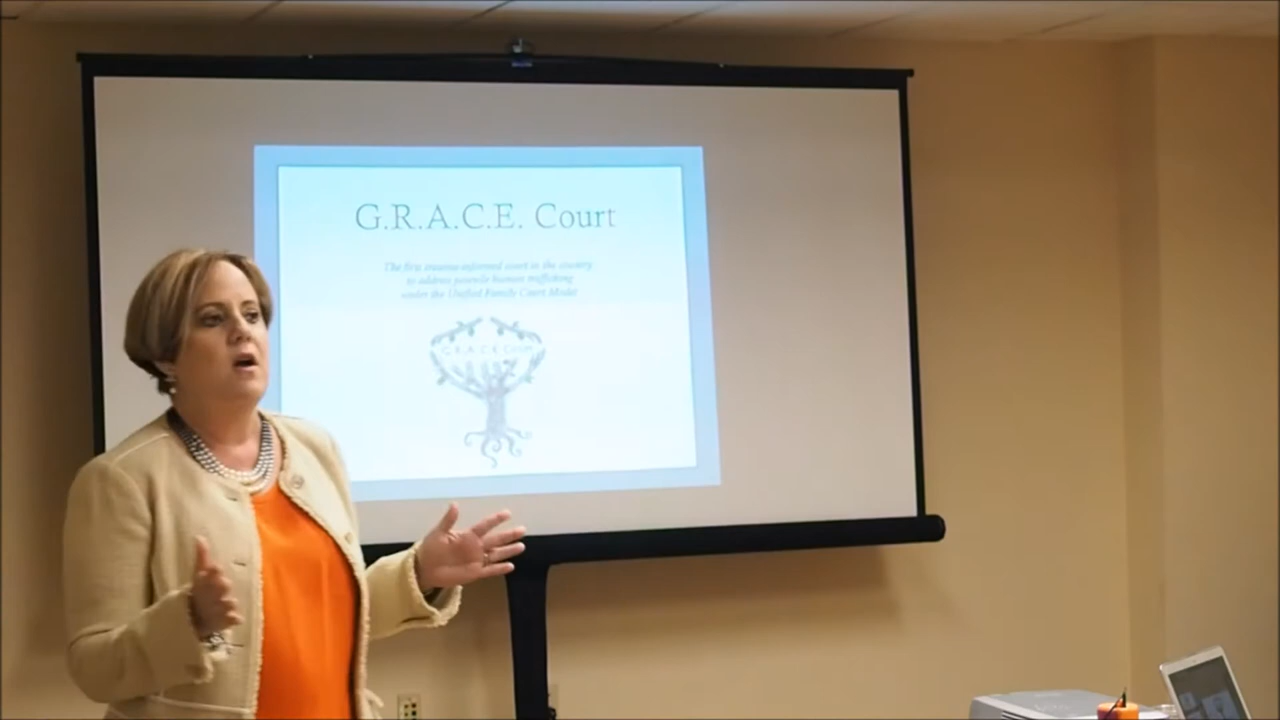 G.R.A.C.E. Court
The first trauma-informed court in the country
to address juvenile human trafficking
under the Unified Family Court Model
G.R.A.C.E Court